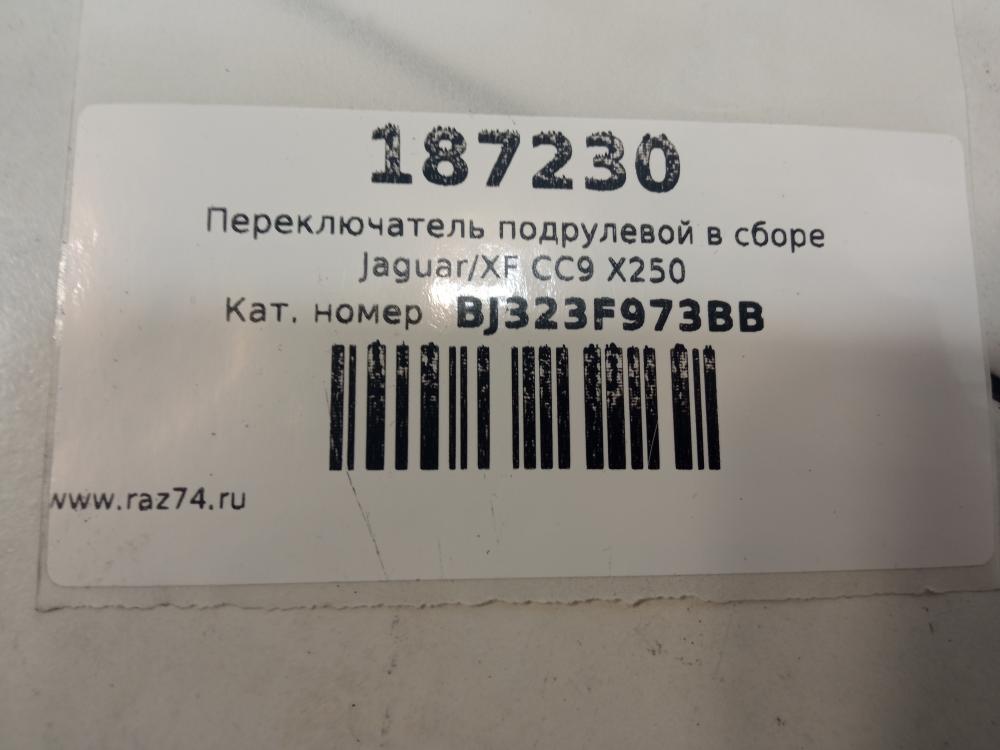 187230
Переключатель подрулевой в сборе
Jaguar/XF CC9 X250
Кат. номер BJ323F973BB
www.raz74.ru